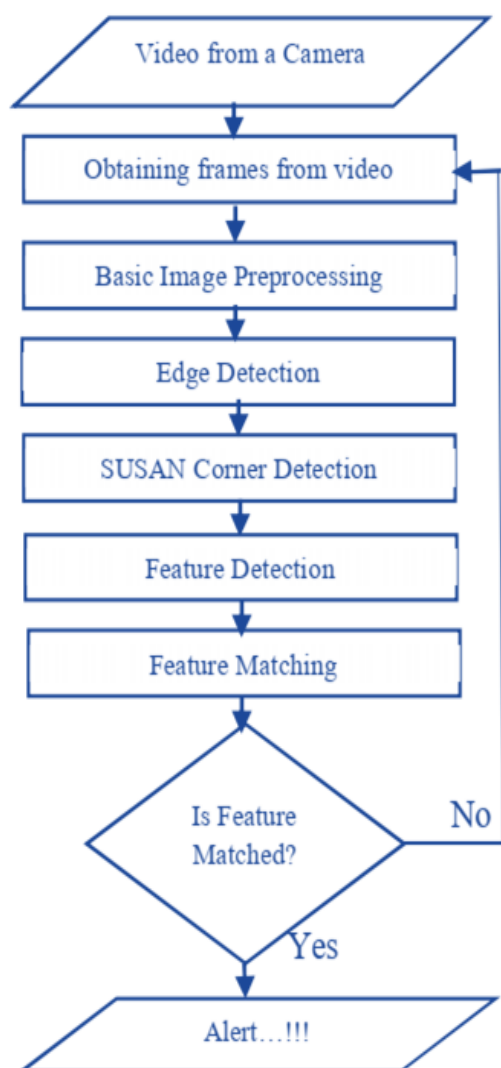 Video from a Camera
Obtaining frames from video
Basic Image Preprocessing
Edge Detection
SUSAN Corner Detection
Feature Detection
Feature Matching
Is Feature
Matched?
No
Yes
Alert...!!!